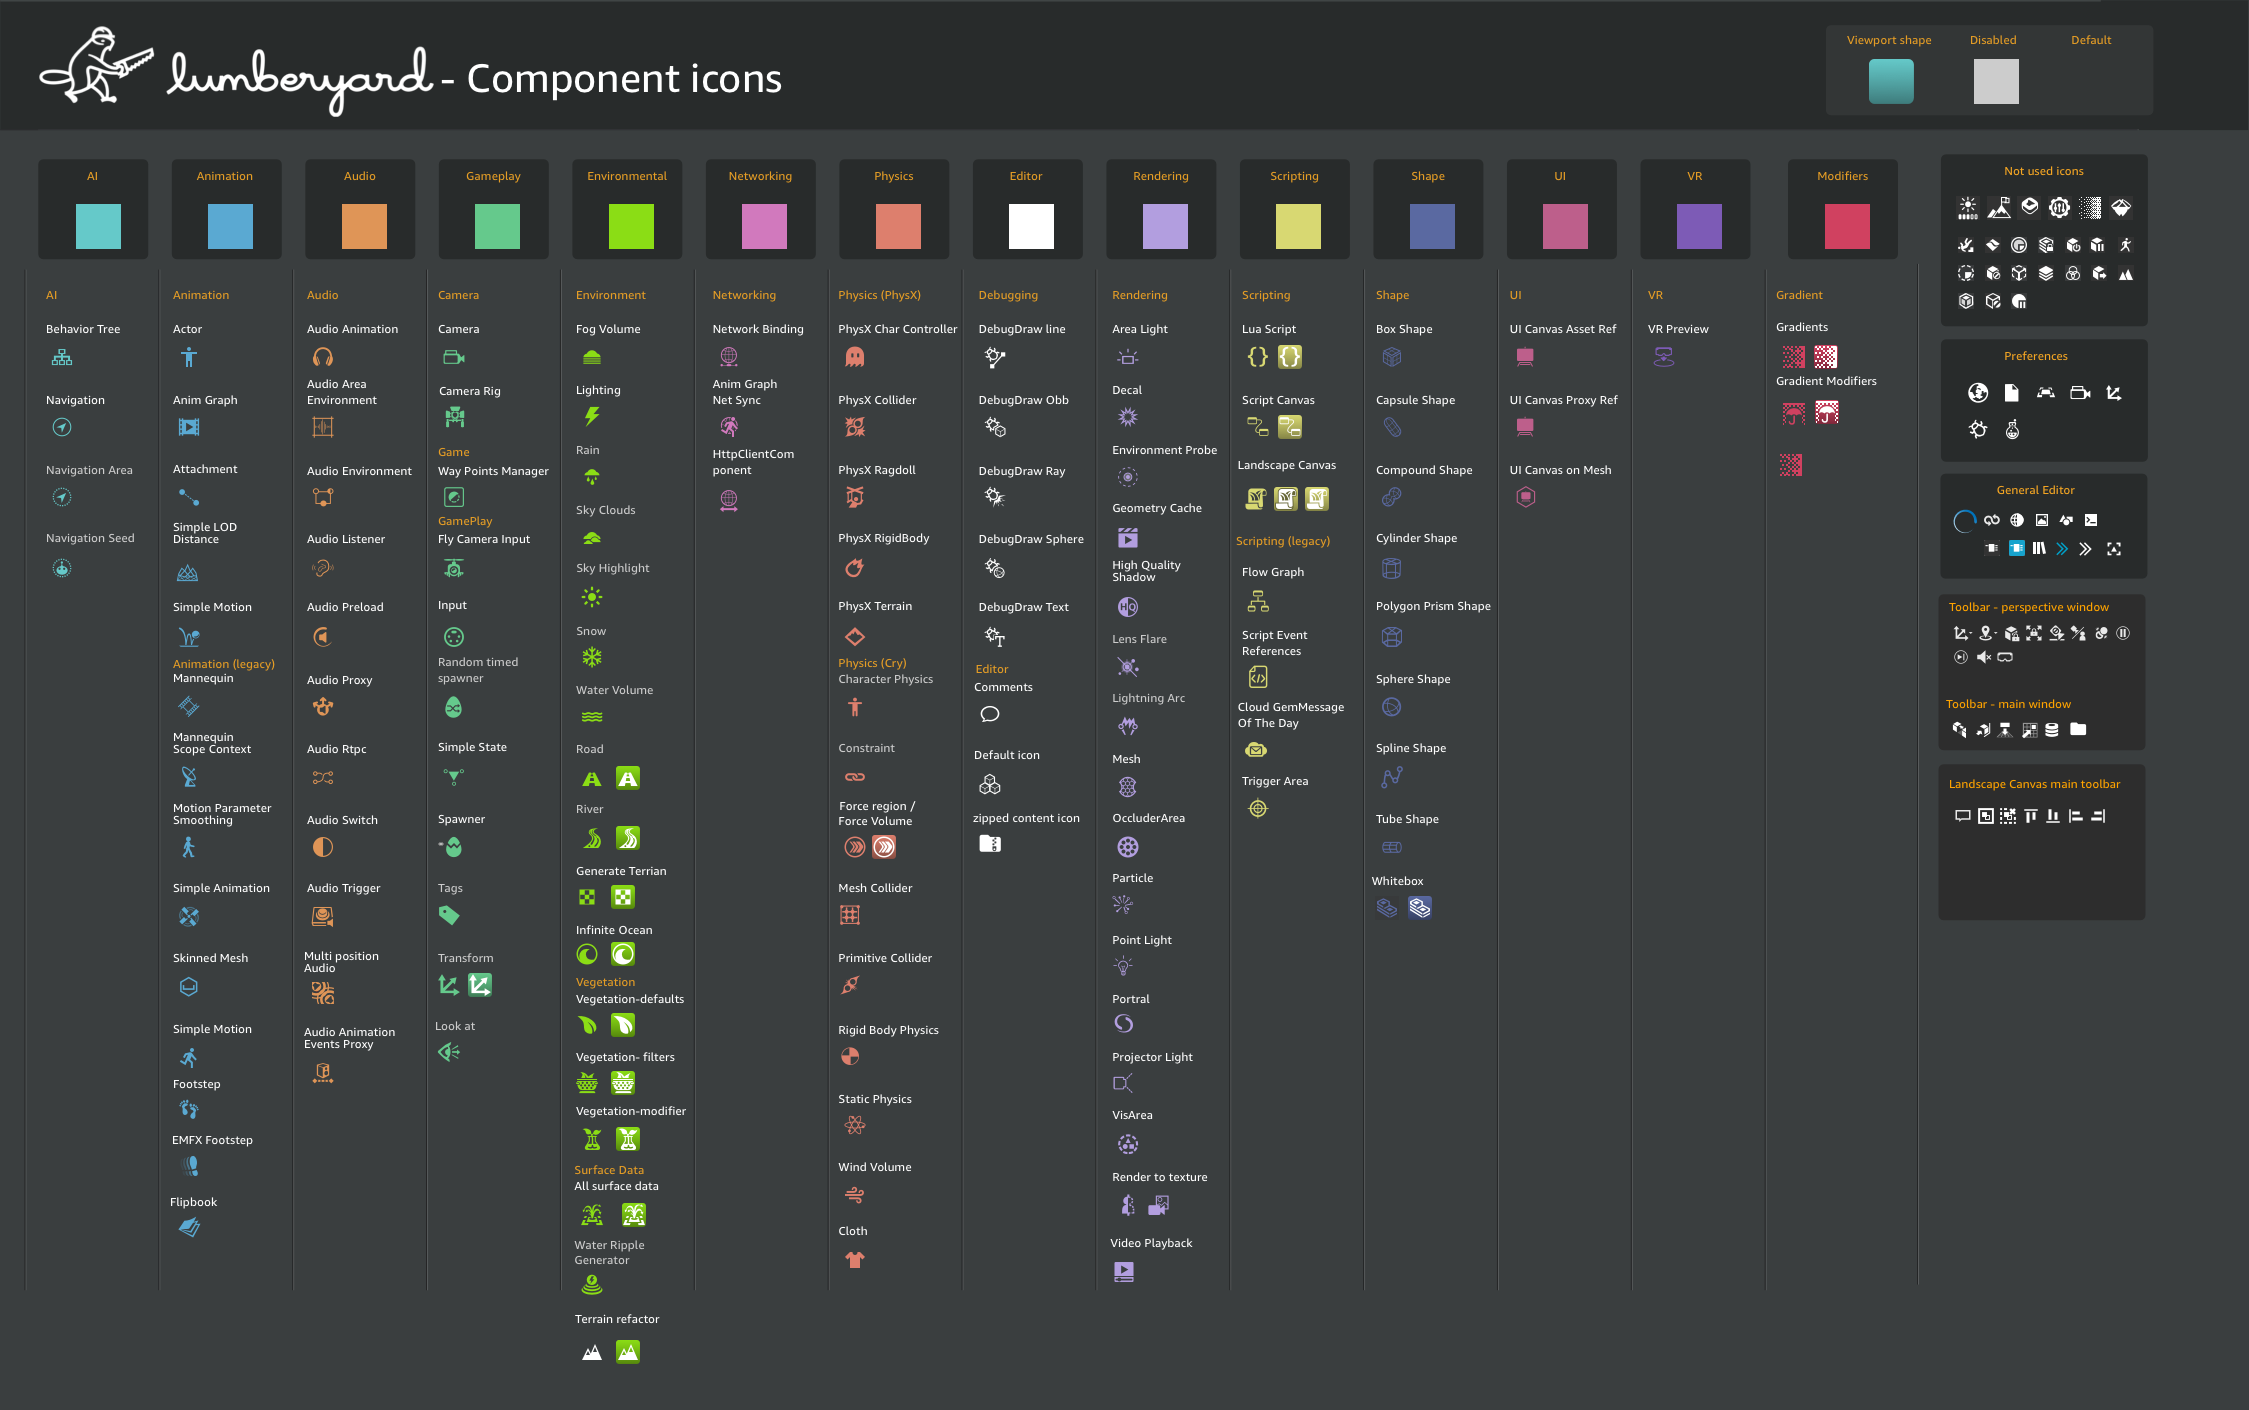 lumberyard - Component icons
Viewport shape
Disabled
Default
AI
Animation
Audio
Gameplay
Environmental
Networking
Physics
Editor
Rendering
Scripting
Shape
UI
VR
Modifiers
AI
Behavior Tree
Navigation
Navigation Area
Navigation Seed
Animation
Actor
Anim Graph
Attachment
Simple LOD
Distance
Simple Motion
Animation (legacy)
Mannequin
Mannequin
Scope Context
Motion Parameter
Smoothing
Simple Animation
Skinned Mesh
Simple Motion
Footstep
EMFX Footstep
Flipbook
Audio
Audio Animation
Audio Area
Environment
Audio Environment
Audio Listener
Audio Preload
Audio Proxy
Audio Rtpc
Audio Switch
Audio Trigger
Multi position
Audio
Audio Animation
Events Proxy
Camera
Camera
Camera Rig
Game
Way Points Manager
GamePlay
Fly Camera Input
Input
Random timed
spawner
Simple State
Spawner
Tags
Transform
Look at
Environment
Fog Volume
Lighting
Rain
Sky Clouds
Sky Highlight
Snow
Water Volume
Road
River
Generate Terrian
Infinite Ocean
Vegetation
Vegetation-defaults
Vegetation- filters
Vegetation-modifier
Surface Data
All surface data
Water Ripple
Generator
Terrain refactor
Networking
Network Binding
Anim Graph
Net Sync
HttpClientCom
ponent
Physics (PhysX)
PhysX Char Controller
PhysX Collider
PhysX Ragdoll
PhysX RigidBody
PhysX Terrain
Physics (Cry)
Character Physics
Constraint
Force region /
Force Volume
Mesh Collider
Primitive Collider
Rigid Body Physics
Static Physics
Wind Volume
Cloth
Debugging
DebugDraw line
DebugDraw Obb
DebugDraw Ray
DebugDraw Sphere
DebugDraw Text
T
Editor
Comments
Default icon
zipped content icon
Rendering
Area Light
Decal
Environment Probe
Geometry Cache
High Quality
Shadow
HQ
Lens Flare
Lightning Arc
Mesh
OccluderArea
Particle
Point Light
Portral
Projector Light
VisArea
Render to texture
Video Playback
Scripting
Lua Script
{} {}
Script Canvas
Landscape Canvas
Scripting (legacy)
Flow Graph
Script Event
References
</>
Cloud GemMessage
Of The Day
Trigger Area
Shape
Box Shape
Capsule Shape
Compound Shape
Cylinder Shape
Polygon Prism Shape
Sphere Shape
Spline Shape
Tube Shape
Whitebox
UI
UI Canvas Asset Ref
UI Canvas Proxy Ref
UI Canvas on Mesh
VR
VR Preview
Gradient
Gradients
Gradient Modifiers
Not used icons
Preferences
General Editor
Toolbar - perspective window
Toolbar - main window
Landscape Canvas main toolbar